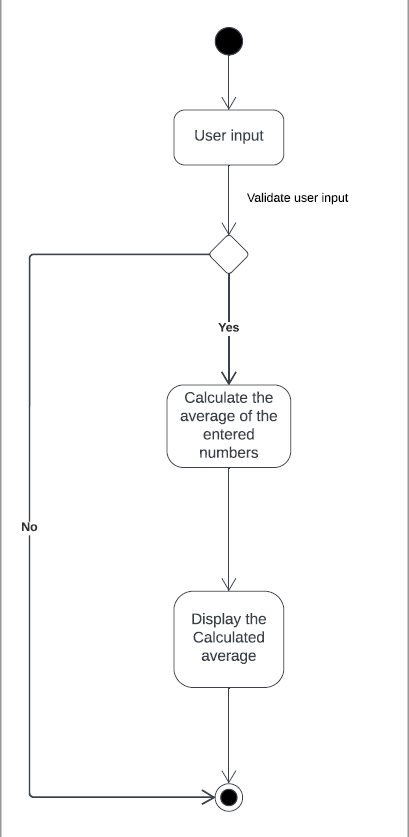 User input
Validate user input
Yes
Calculate the
average of the
entered
numbers
No
Display the
Calculated
average